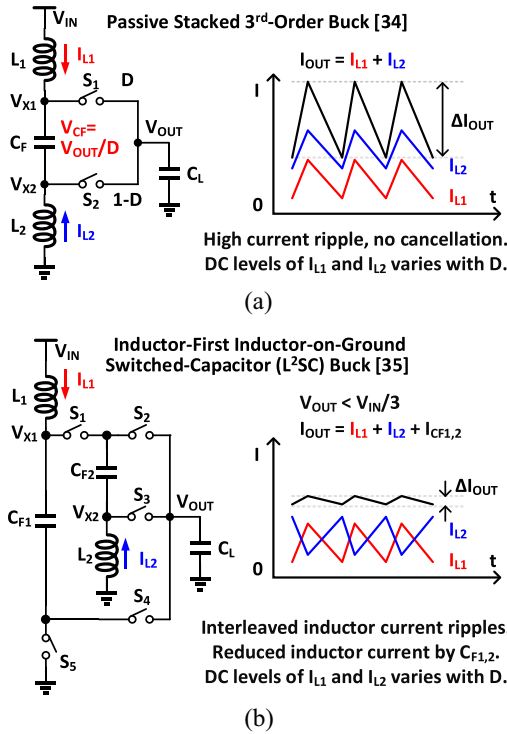 Passive Stacked 3rd-Order Buck [34]
VIN
L1
IL1
S1
D
VX1
CF
VCF=
VOUT/D
VOUT
CL
VX2
S2
1-D
L2
IL2
IOUT = IL1 + IL2
I
ΔIOUT
IL2
IL1
0
t
High current ripple, no cancellation.
DC levels of IL1 and IL2 varies with D.
(a)
Inductor-First Inductor-on-Ground
Switched-Capacitor (L²SC) Buck [35]
VIN
L1
IL1
S1
S2
VX1
CF2
CF1
VX2
S3
VOUT
L2
IL2
CL
S4
S5
VOUT < VIN/3
IOUT = IL1 + IL2 + ICF1,2
I
ΔIOUT
IL2
IL1
0
t
Interleaved inductor current ripples.
Reduced inductor current by CF1,2.
DC levels of IL1 and IL2 varies with D.
(b)